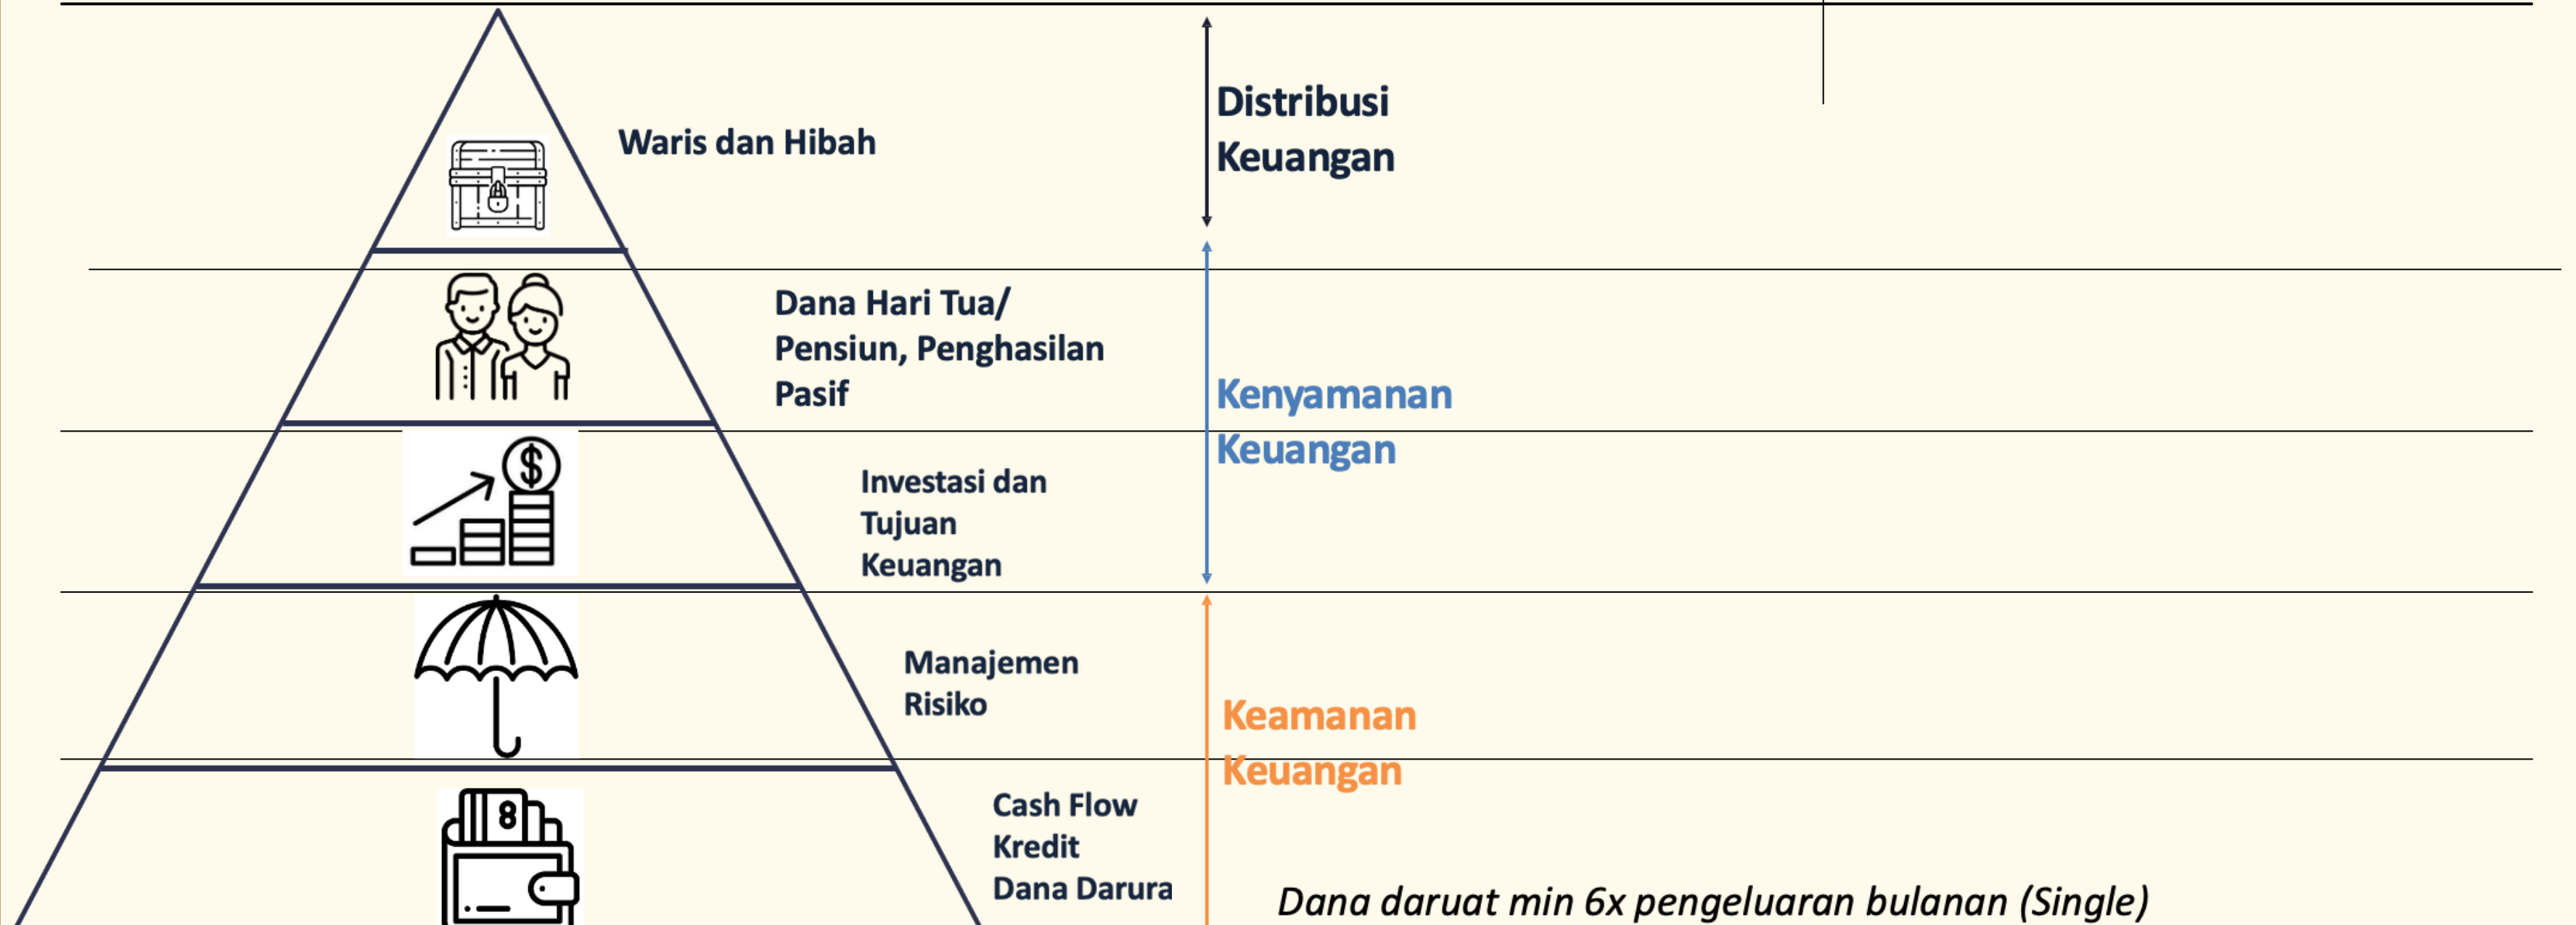 Waris dan Hibah
Distribusi
Keuangan
Dana Hari Tua/
Pensiun, Penghasilan
Pasif
Kenyamanan
Keuangan
$
Investasi dan
Tujuan
Keuangan
Manajemen
Risiko
Keamanan
Keuangan
8
Cash Flow
Kredit
Dana Darura
Dana daruat min 6x pengeluaran bulanan (Single)